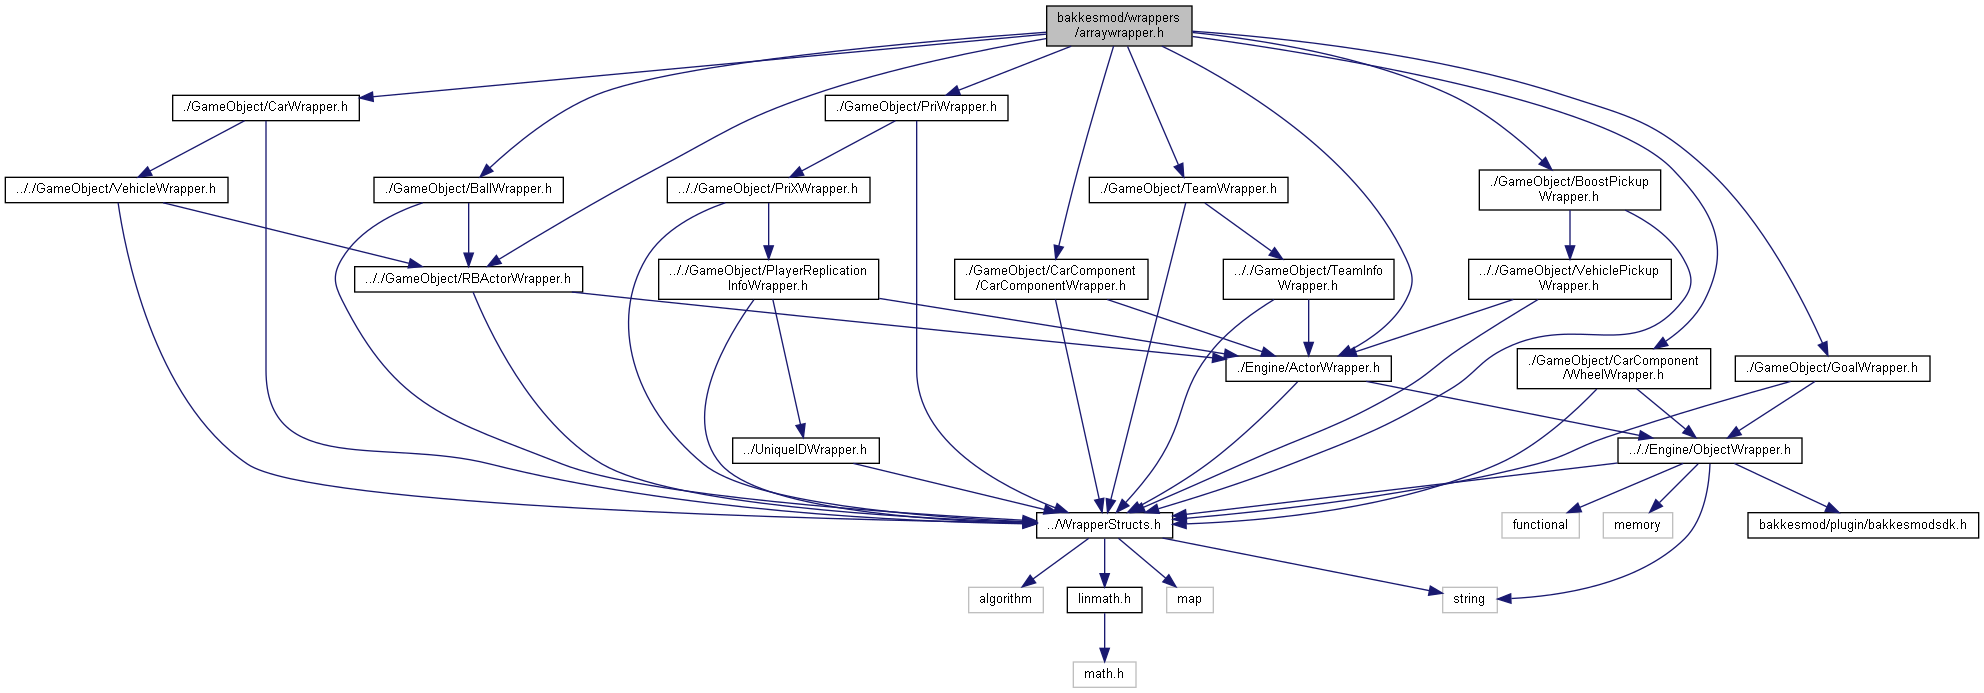 bakkesmod/wrappers
/arraywrapper.h
./GameObject/CarWrapper.h
./GameObject/PriWrapper.h
.././GameObject/VehicleWrapper.h
./GameObject/BallWrapper.h
.././GameObject/PriXWrapper.h
./GameObject/TeamWrapper.h
./GameObject/BoostPickup
Wrapper.h
.././GameObject/RBActorWrapper.h
.././GameObject/PlayerReplication
InfoWrapper.h
./GameObject/CarComponent
/CarComponentWrapper.h
.././GameObject/TeamInfo
Wrapper.h
.././GameObject/VehiclePickup
Wrapper.h
./Engine/ActorWrapper.h
./GameObject/CarComponent
/WheelWrapper.h
./GameObject/GoalWrapper.h
../UniqueIDWrapper.h
.././Engine/ObjectWrapper.h
../WrapperStructs.h
functional
memory
bakkesmod/plugin/bakkesmodsdk.h
algorithm
linmath.h
map
string
math.h